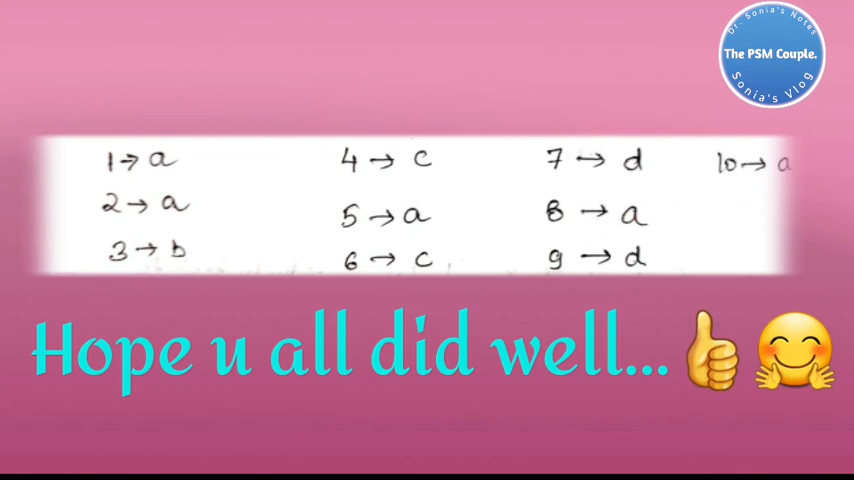 Dr. Sonia's Notes
The PSM Couple.
Sonia's Vlog
1→a 4→c 7→d 10→a
2→a 5→a 8→a
3→b 6→c 9→d
Hope u all did well...👍🤗